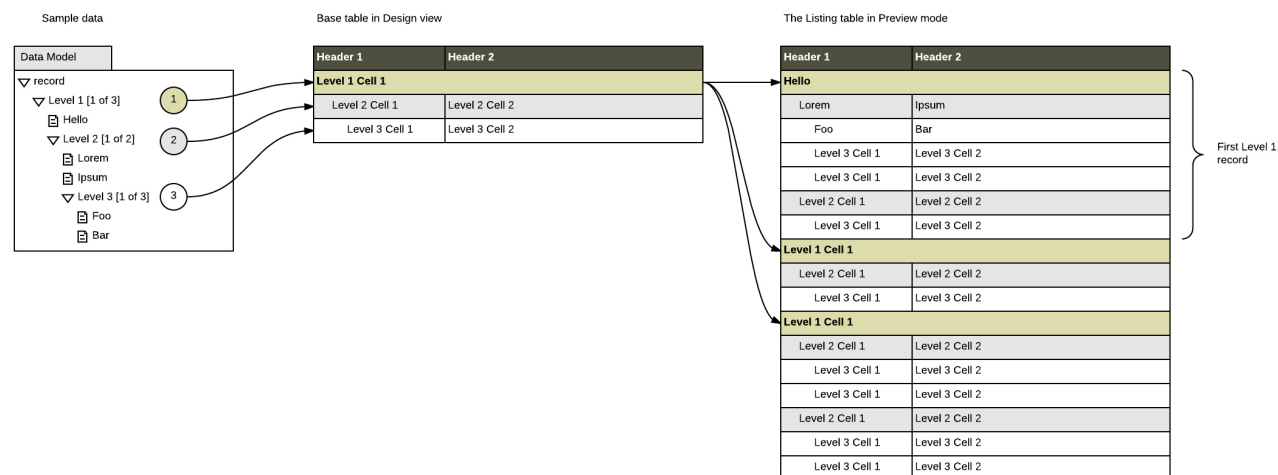 Sample data
Base table in Design view
The Listing table in Preview mode
Data Model
record
Level 1 [1 of 3]
1
Hello
Level 2 [1 of 2]
2
Lorem
Ipsum
Level 3 [1 of 3]
3
Foo
Bar
Header 1 Header 2
Level 1 Cell 1
Level 2 Cell 1 Level 2 Cell 2
Level 3 Cell 1 Level 3 Cell 2
Header 1 Header 2
Hello
Lorem Ipsum
Foo Bar
Level 3 Cell 1 Level 3 Cell 2
Level 3 Cell 1 Level 3 Cell 2
Level 2 Cell 1 Level 2 Cell 2
Level 3 Cell 1 Level 3 Cell 2
Level 1 Cell 1
Level 2 Cell 1 Level 2 Cell 2
Level 3 Cell 1 Level 3 Cell 2
Level 1 Cell 1
Level 2 Cell 1 Level 2 Cell 2
Level 3 Cell 1 Level 3 Cell 2
Level 3 Cell 1 Level 3 Cell 2
Level 2 Cell 1 Level 2 Cell 2
Level 3 Cell 1 Level 3 Cell 2
Level 3 Cell 1 Level 3 Cell 2
First Level 1
record